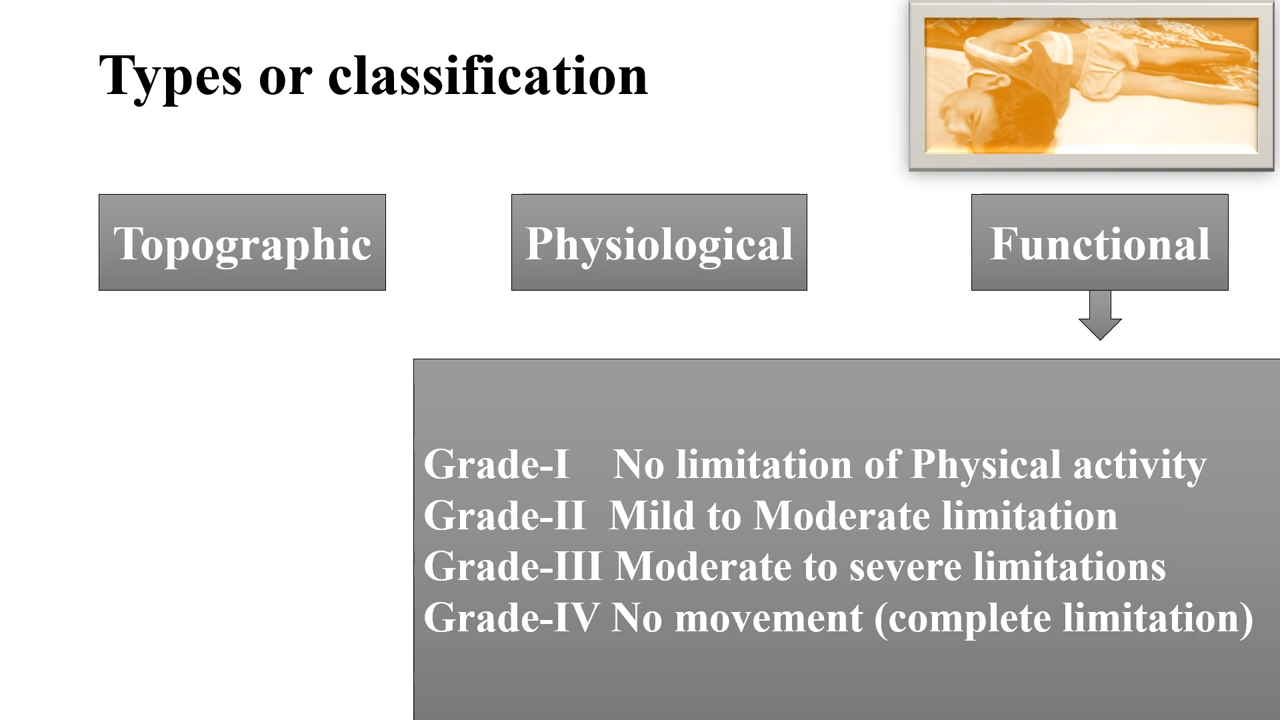 Types or classification
Topographic
Physiological
Functional
Grade-I No limitation of Physical activity
Grade-II Mild to Moderate limitation
Grade-III Moderate to severe limitations
Grade-IV No movement (complete limitation)